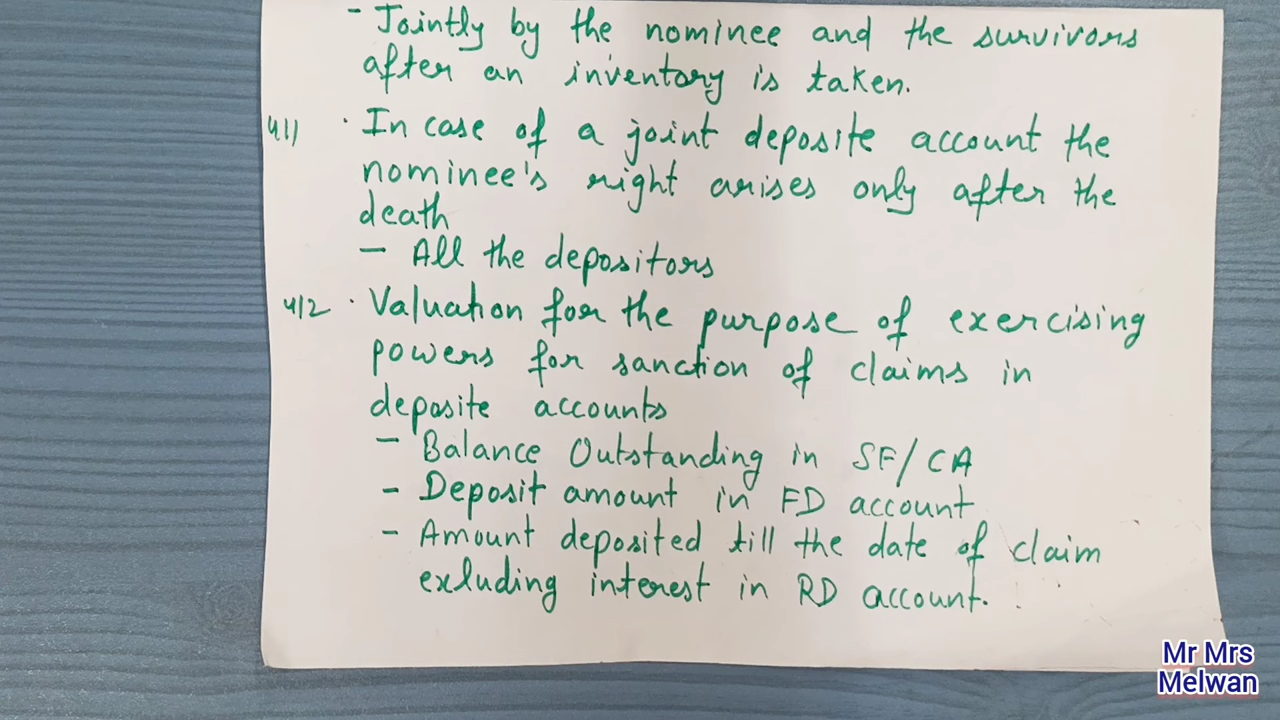 - Jointly by the nominee and the survivors
after an inventory is taken.
411 · In case of a joint deposite account the
nominee's right arises only after the
death
- All the depositors
412 · Valuation for the purpose of exercising
powers for sanction of claims in
deposite accounts
- Balance Outstanding in SF/CA
- Deposit amount in FD account
- Amount deposited till the date of claim
exluding interest in RD account.
Mr Mrs
Melwan